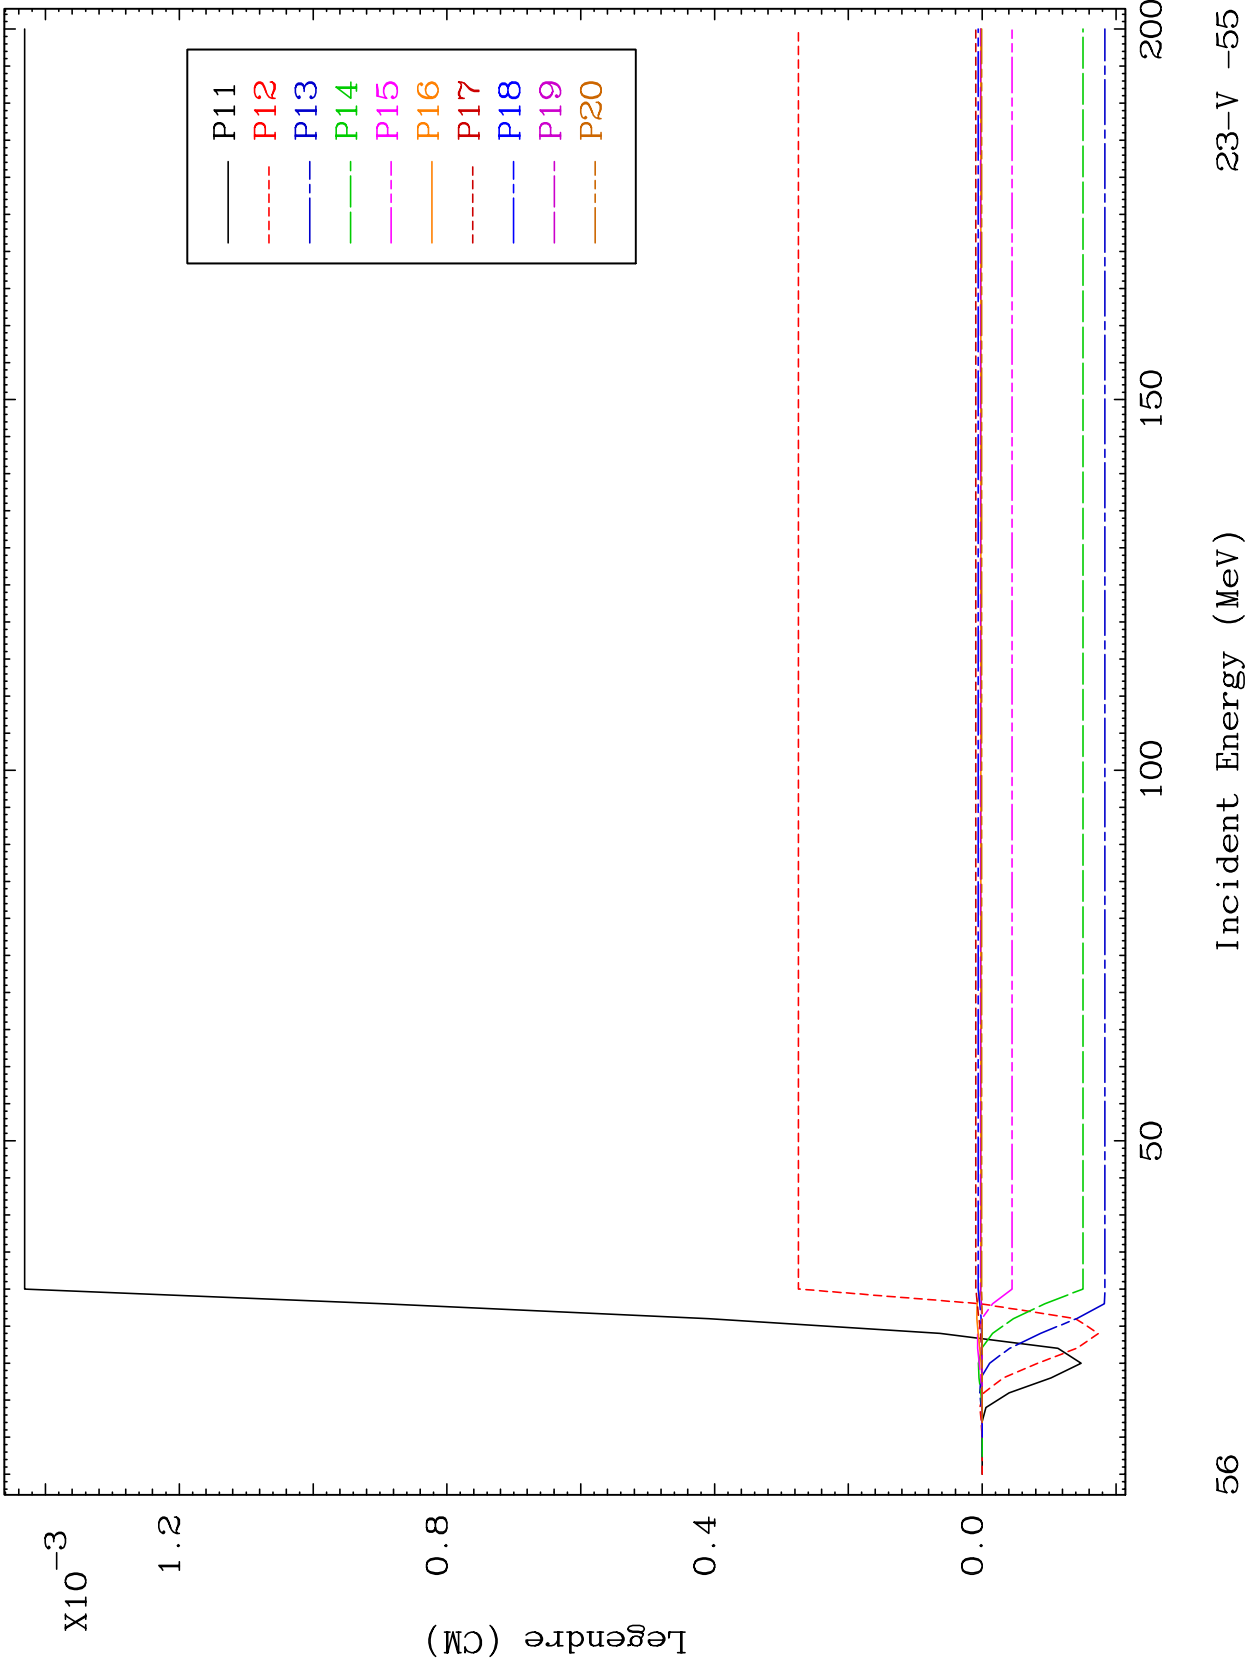 X10-3
1.2
0.8
0.4
0.0
Legendre (CM)
P11
P12
P13
P14
P15
P16
P17
P18
P19
P20
50
100
150
200
Incident Energy (MeV)
56
23-V -55